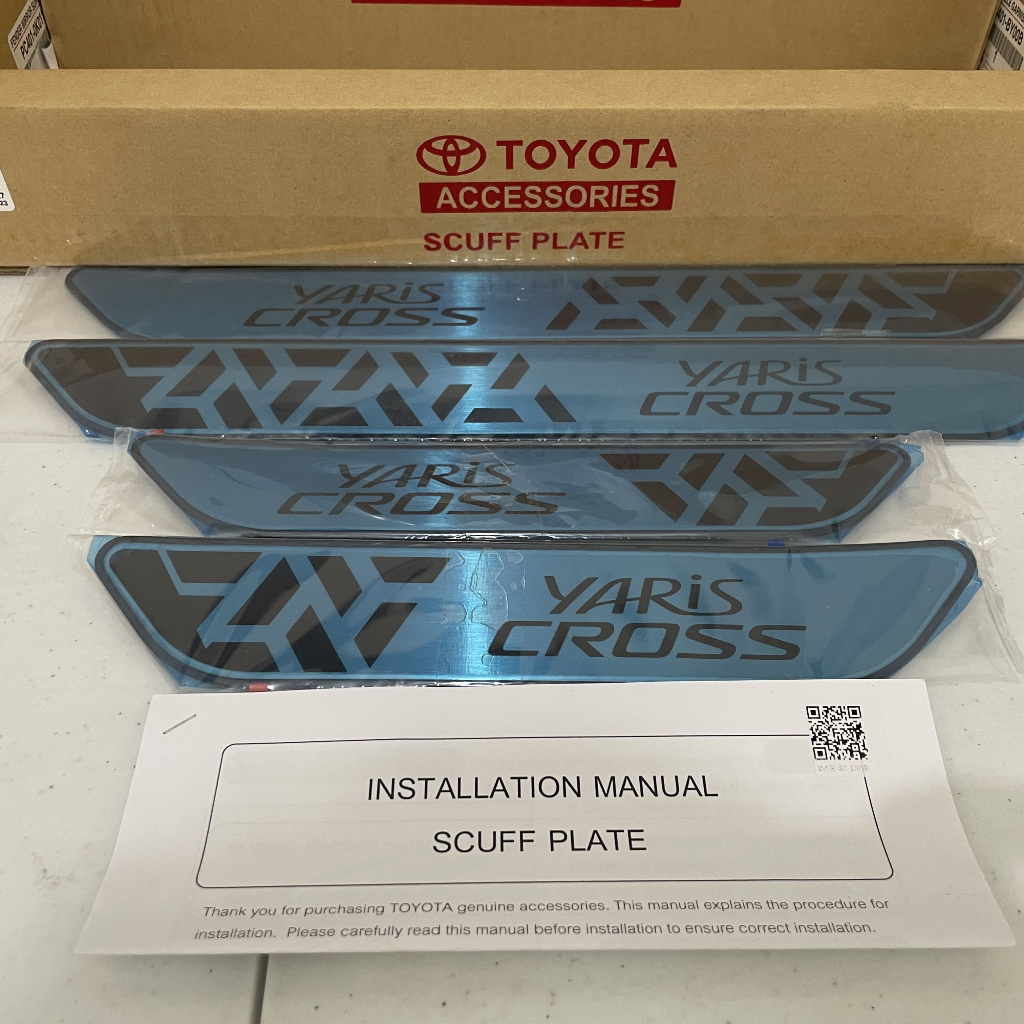 PC401-0K01
TOYOTA
ACCESSORIES
SCUFF PLATE
YARiS
CROSS
YARiS
CROSS
YARiS
CROSS
YARiS
CROSS
INSTALLATION MANUAL
SCUFF PLATE
Thank you for purchasing TOYOTA genuine accessories. This manual explains the procedure for
installation. Please carefully read this manual before installation to ensure correct installation.